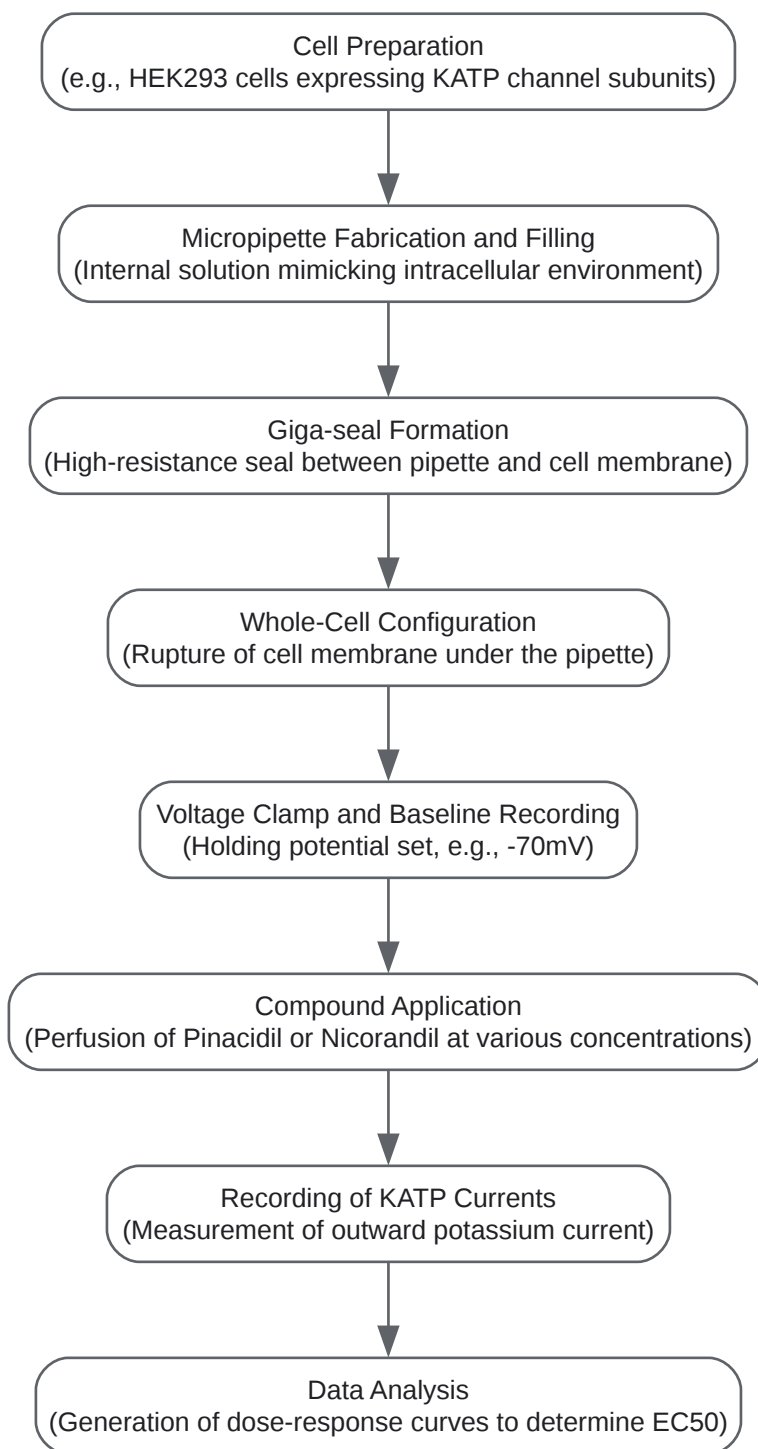 Cell Preparation
(e.g., HEK293 cells expressing KATP channel subunits)
Micropipette Fabrication and Filling
(Internal solution mimicking intracellular environment)
Giga-seal Formation
(High-resistance seal between pipette and cell membrane)
Whole-Cell Configuration
(Rupture of cell membrane under the pipette)
Voltage Clamp and Baseline Recording
(Holding potential set, e.g., -70mV)
Compound Application
(Perfusion of Pinacidil or Nicorandil at various concentrations)
Recording of KATP Currents
(Measurement of outward potassium current)
Data Analysis
(Generation of dose-response curves to determine EC50)